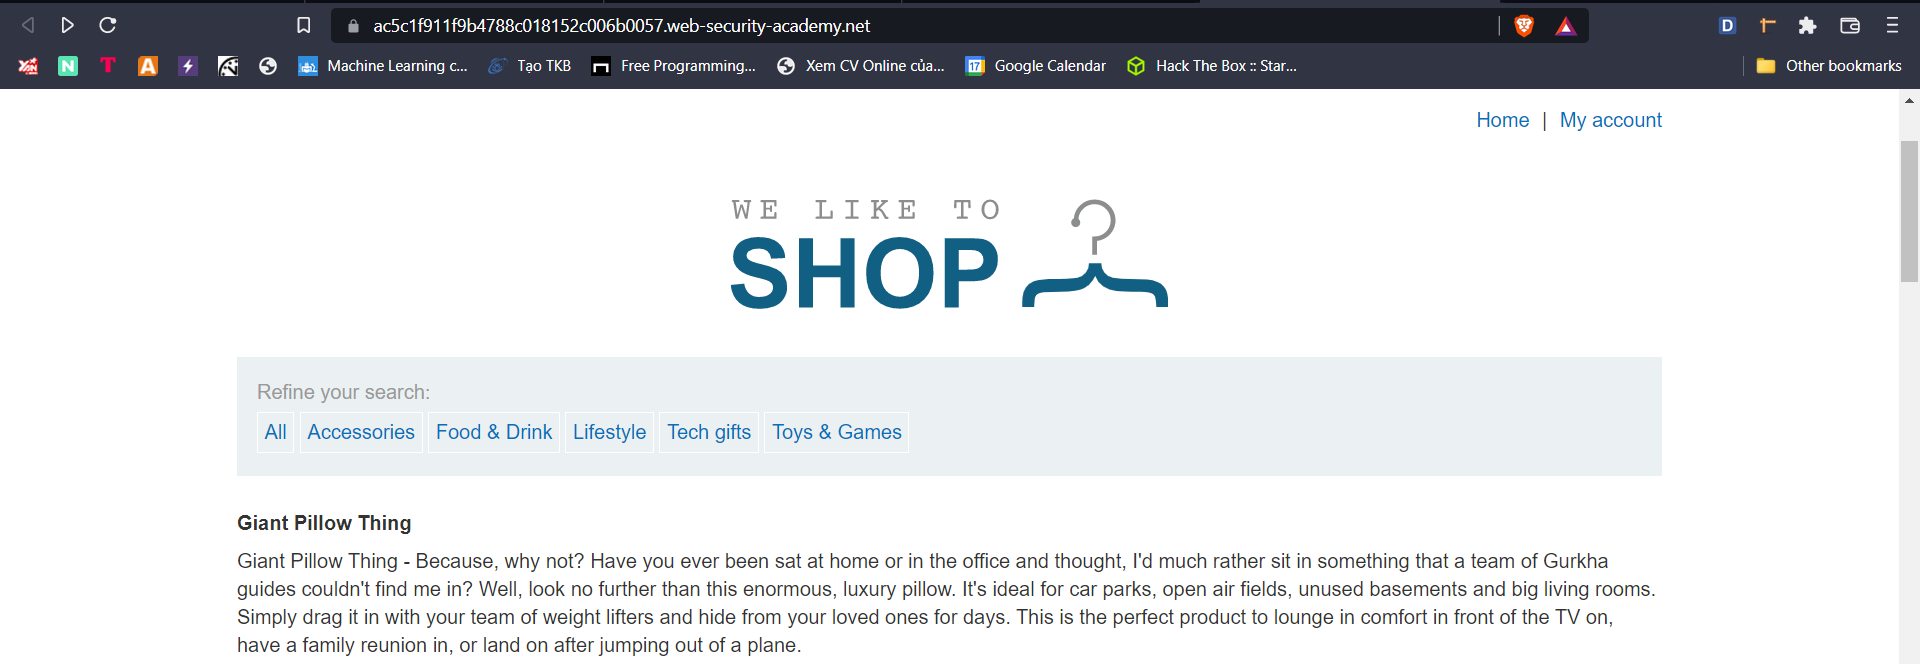 ac5c1f911f9b4788c018152c006b0057.web-security-academy.net
Machine Learning c... Tạo TKB Free Programming... Xem CV Online của... Google Calendar Hack The Box :: Star... Other bookmarks
Home | My account
WE LIKE TO
SHOP
Refine your search:
All Accessories Food & Drink Lifestyle Tech gifts Toys & Games
Giant Pillow Thing
Giant Pillow Thing - Because, why not? Have you ever been sat at home or in the office and thought, I'd much rather sit in something that a team of Gurkha
guides couldn't find me in? Well, look no further than this enormous, luxury pillow. It's ideal for car parks, open air fields, unused basements and big living rooms.
Simply drag it in with your team of weight lifters and hide from your loved ones for days. This is the perfect product to lounge in comfort in front of the TV on,
have a family reunion in, or land on after jumping out of a plane.